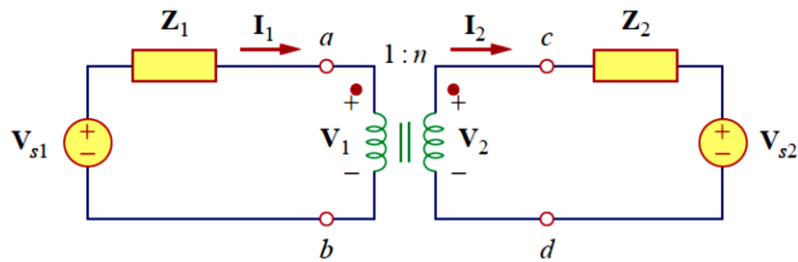 Z1 I1 a 1 : n I2 c Z2
+ +
Vs1 + − V1 V2 + − Vs2
− −
b d